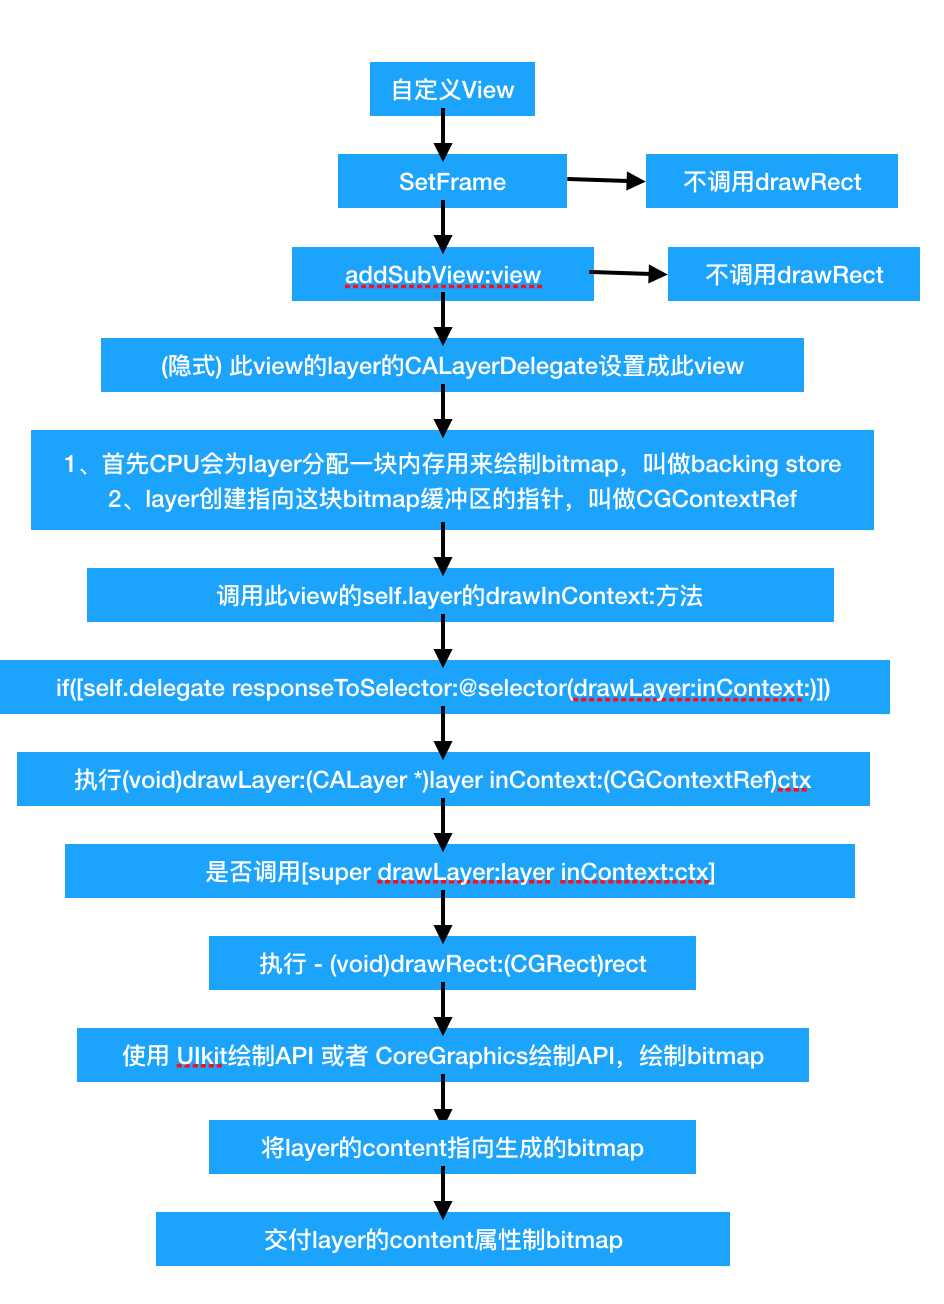 自定义View
SetFrame
不调用drawRect
addSubView:view
不调用drawRect
(隐式) 此view的layer的CALayerDelegate设置成此view
1、首先CPU会为layer分配一块内存用来绘制bitmap，叫做backing store
2、layer创建指向这块bitmap缓冲区的指针，叫做CGContextRef
调用此view的self.layer的drawInContext:方法
if([self.delegate responseToSelector:@selector(drawLayer:inContext:)])
执行(void)drawLayer:(CALayer *)layer inContext:(CGContextRef)ctx
是否调用[super drawLayer:layer inContext:ctx]
执行 - (void)drawRect:(CGRect)rect
使用 UIkit绘制API 或者 CoreGraphics绘制API，绘制bitmap
将layer的content指向生成的bitmap
交付layer的content属性制bitmap